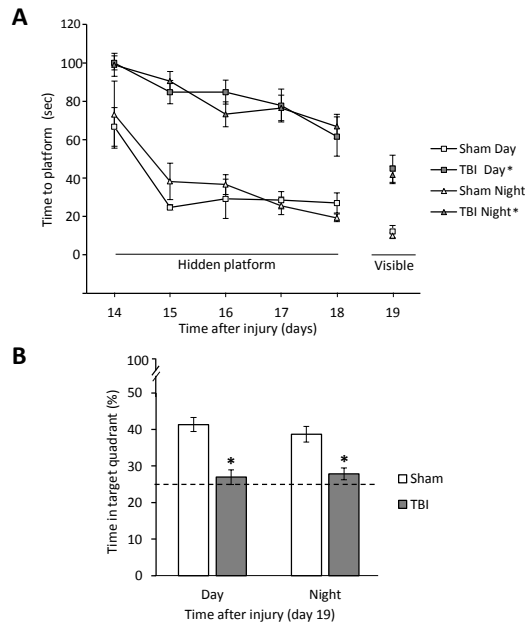 A
120
100
80
60
40
20
0
Time to platform (sec)
Sham Day
TBI Day*
Sham Night
TBI Night*
Hidden platform
Visible
14 15 16 17 18 19
Time after injury (days)
B
100
50
40
30
20
10
0
Time in target quadrant (%)
* *
Sham
TBI
Day Night
Time after injury (day 19)